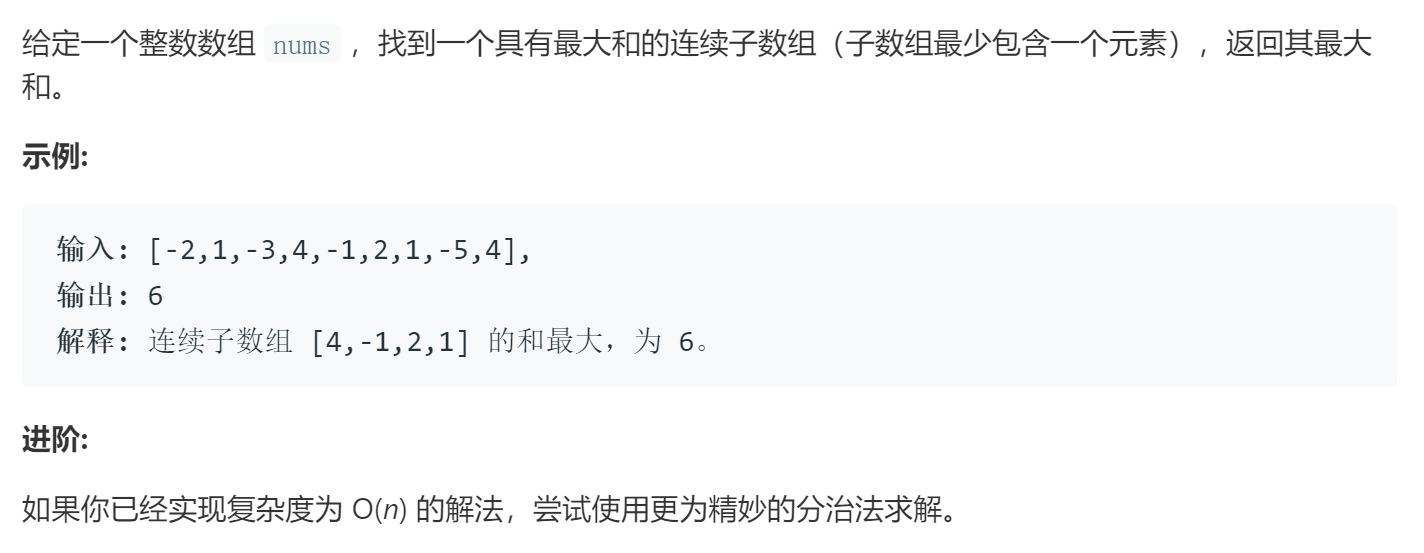 给定一个整数数组 nums ，找到一个具有最大和的连续子数组（子数组最少包含一个元素），返回其最大
和。
示例:
输入: [-2,1,-3,4,-1,2,1,-5,4],
输出: 6
解释: 连续子数组 [4,-1,2,1] 的和最大，为 6。
进阶:
如果你已经实现复杂度为 O(n) 的解法，尝试使用更为精妙的分治法求解。